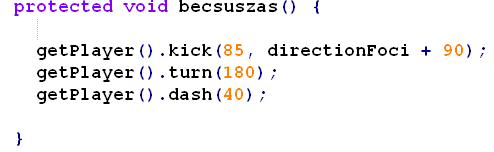 protected void becsuszas() {
getPlayer().kick(85, directionFoci + 90);
getPlayer().turn(180);
getPlayer().dash(40);
}